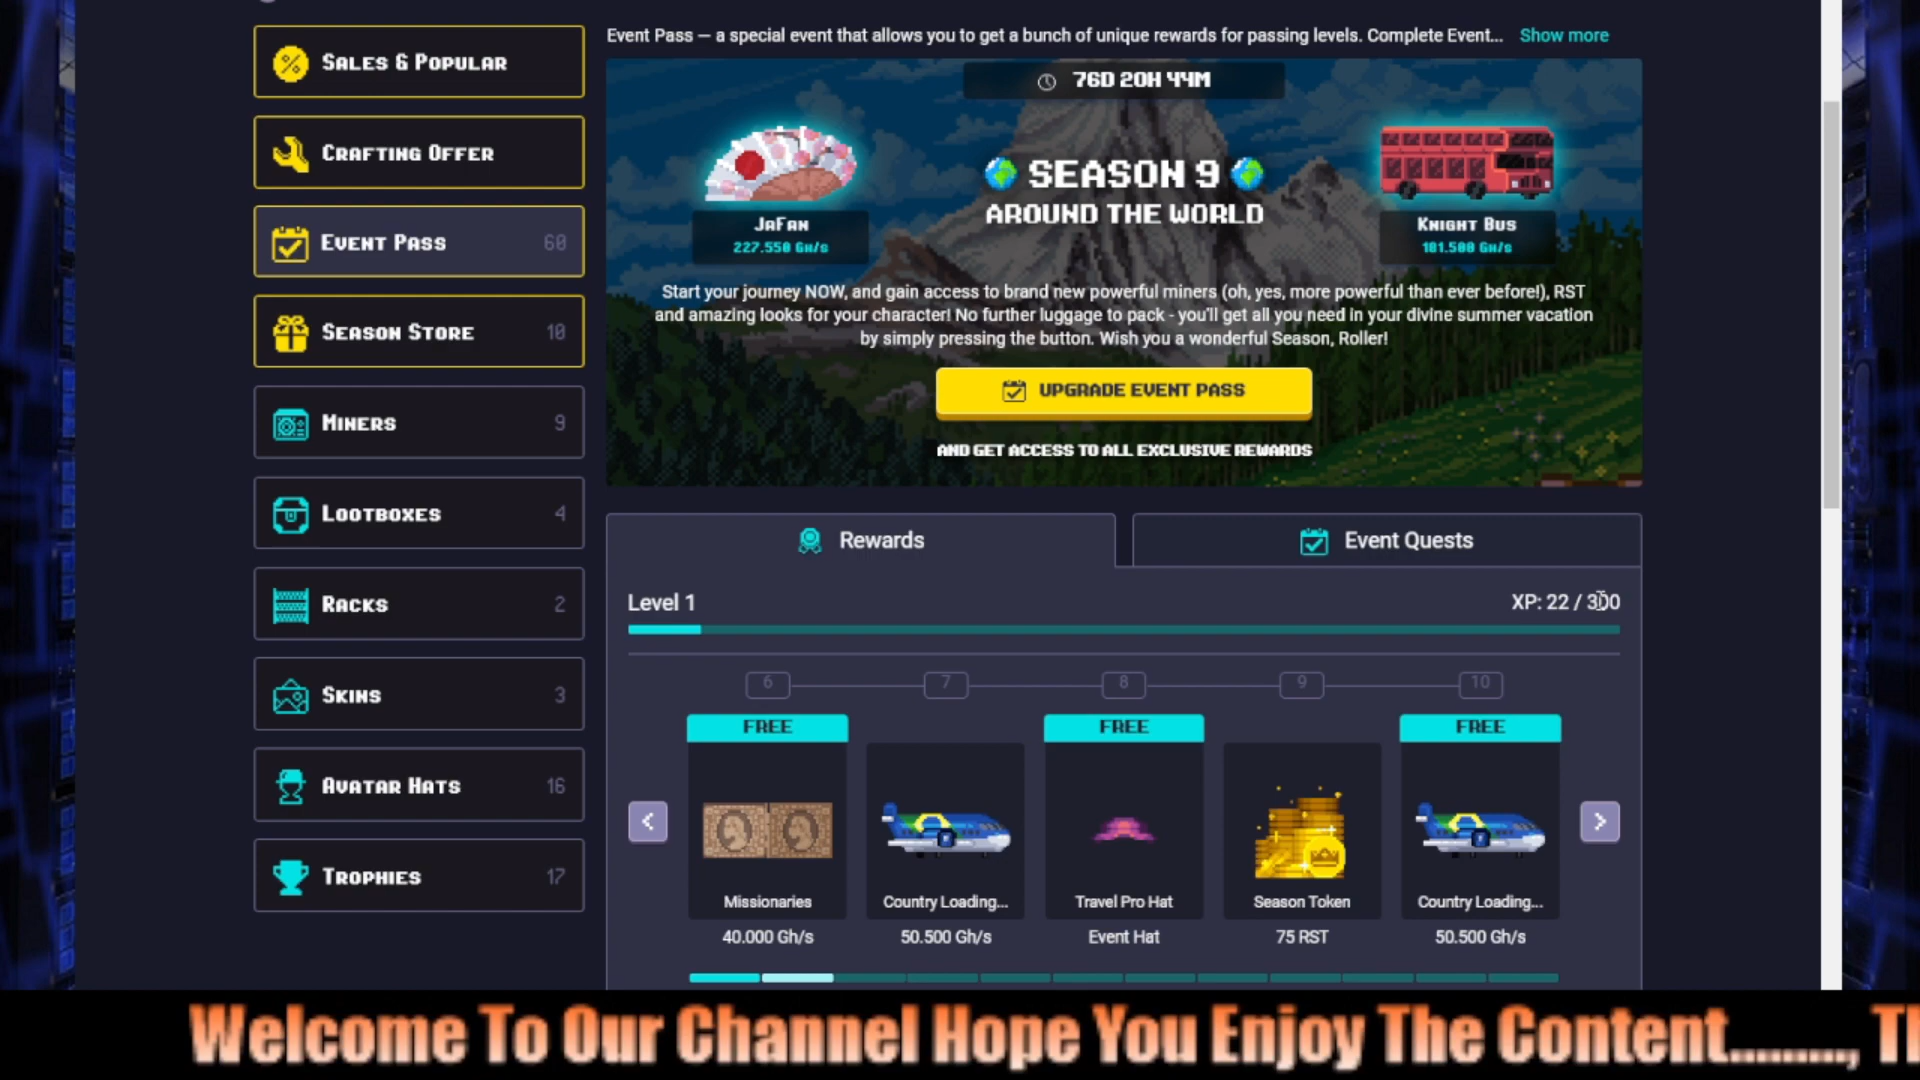 Sales & Popular
Crafting Offer
Event Pass 60
Season Store 10
Miners 9
Lootboxes 4
Racks 2
Skins 3
Avatar Hats 16
Trophies 17
Event Pass — a special event that allows you to get a bunch of unique rewards for passing levels. Complete Event... Show more
76D 20H 44M
SEASON 9
AROUND THE WORLD
JaFan
227.550 Gh/s
Knight Bus
181.500 Gh/s
Start your journey NOW, and gain access to brand new powerful miners (oh, yes, more powerful than ever before!), RST
and amazing looks for your character! No further luggage to pack - you'll get all you need in your divine summer vacation
by simply pressing the button. Wish you a wonderful Season, Roller!
UPGRADE EVENT PASS
AND GET ACCESS TO ALL EXCLUSIVE REWARDS
Rewards
Event Quests
Level 1 XP: 22 / 300
6 7 8 9 10
FREE FREE FREE
Missionaries Country Loading... Travel Pro Hat Season Token Country Loading...
40.000 Gh/s 50.500 Gh/s Event Hat 75 RST 50.500 Gh/s
Welcome To Our Channel Hope You Enjoy The Content.........,